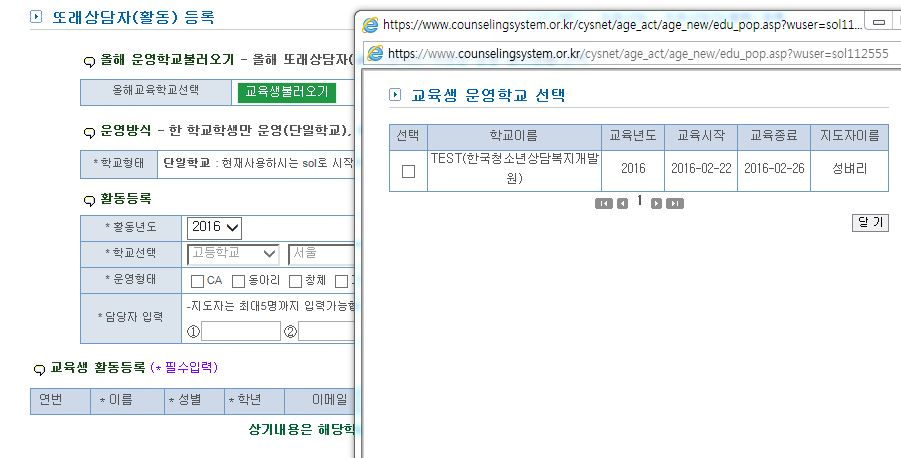 또래상담자(활동) 등록
올해 운영학교불러오기 - 올해 또래상담자(
올해교육학교선택 교육생불러오기
운영방식 - 한 학교학생만 운영(단일학교),
* 학교형태 단일학교 : 현재사용하시는 sol로 시작
활동등록
* 활동년도 2016
* 학교선택 고등학교 서울
* 운영형태 CA 동아리 창체
* 담당자 입력 -지도자는 최대5명까지 입력가능합
① ②
교육생 활동등록 (* 필수입력)
연번 * 이름 * 성별 * 학년 이메일
상기내용은 해당학
https://www.counselingsystem.or.kr/cysnet/age_act/age_new/edu_pop.asp?wuser=sol11...
https://www.counselingsystem.or.kr/cysnet/age_act/age_new/edu_pop.asp?wuser=sol112555
교육생 운영학교 선택
선택 학교이름 교육년도 교육시작 교육종료 지도자이름
TEST(한국청소년상담복지개발
원) 2016 2016-02-22 2016-02-26 성벼리
1
닫 기